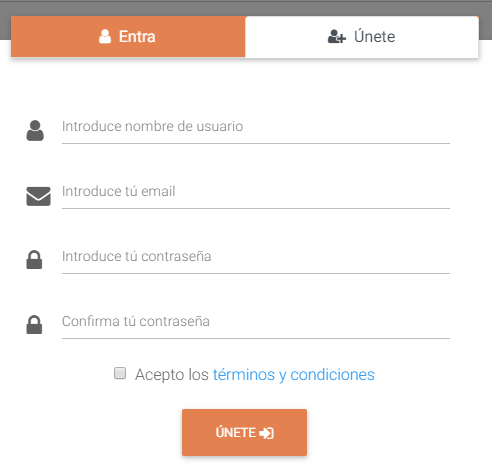 Entra
Únete
Introduce nombre de usuario
Introduce tú email
Introduce tú contraseña
Confirma tú contraseña
Acepto los términos y condiciones
ÚNETE